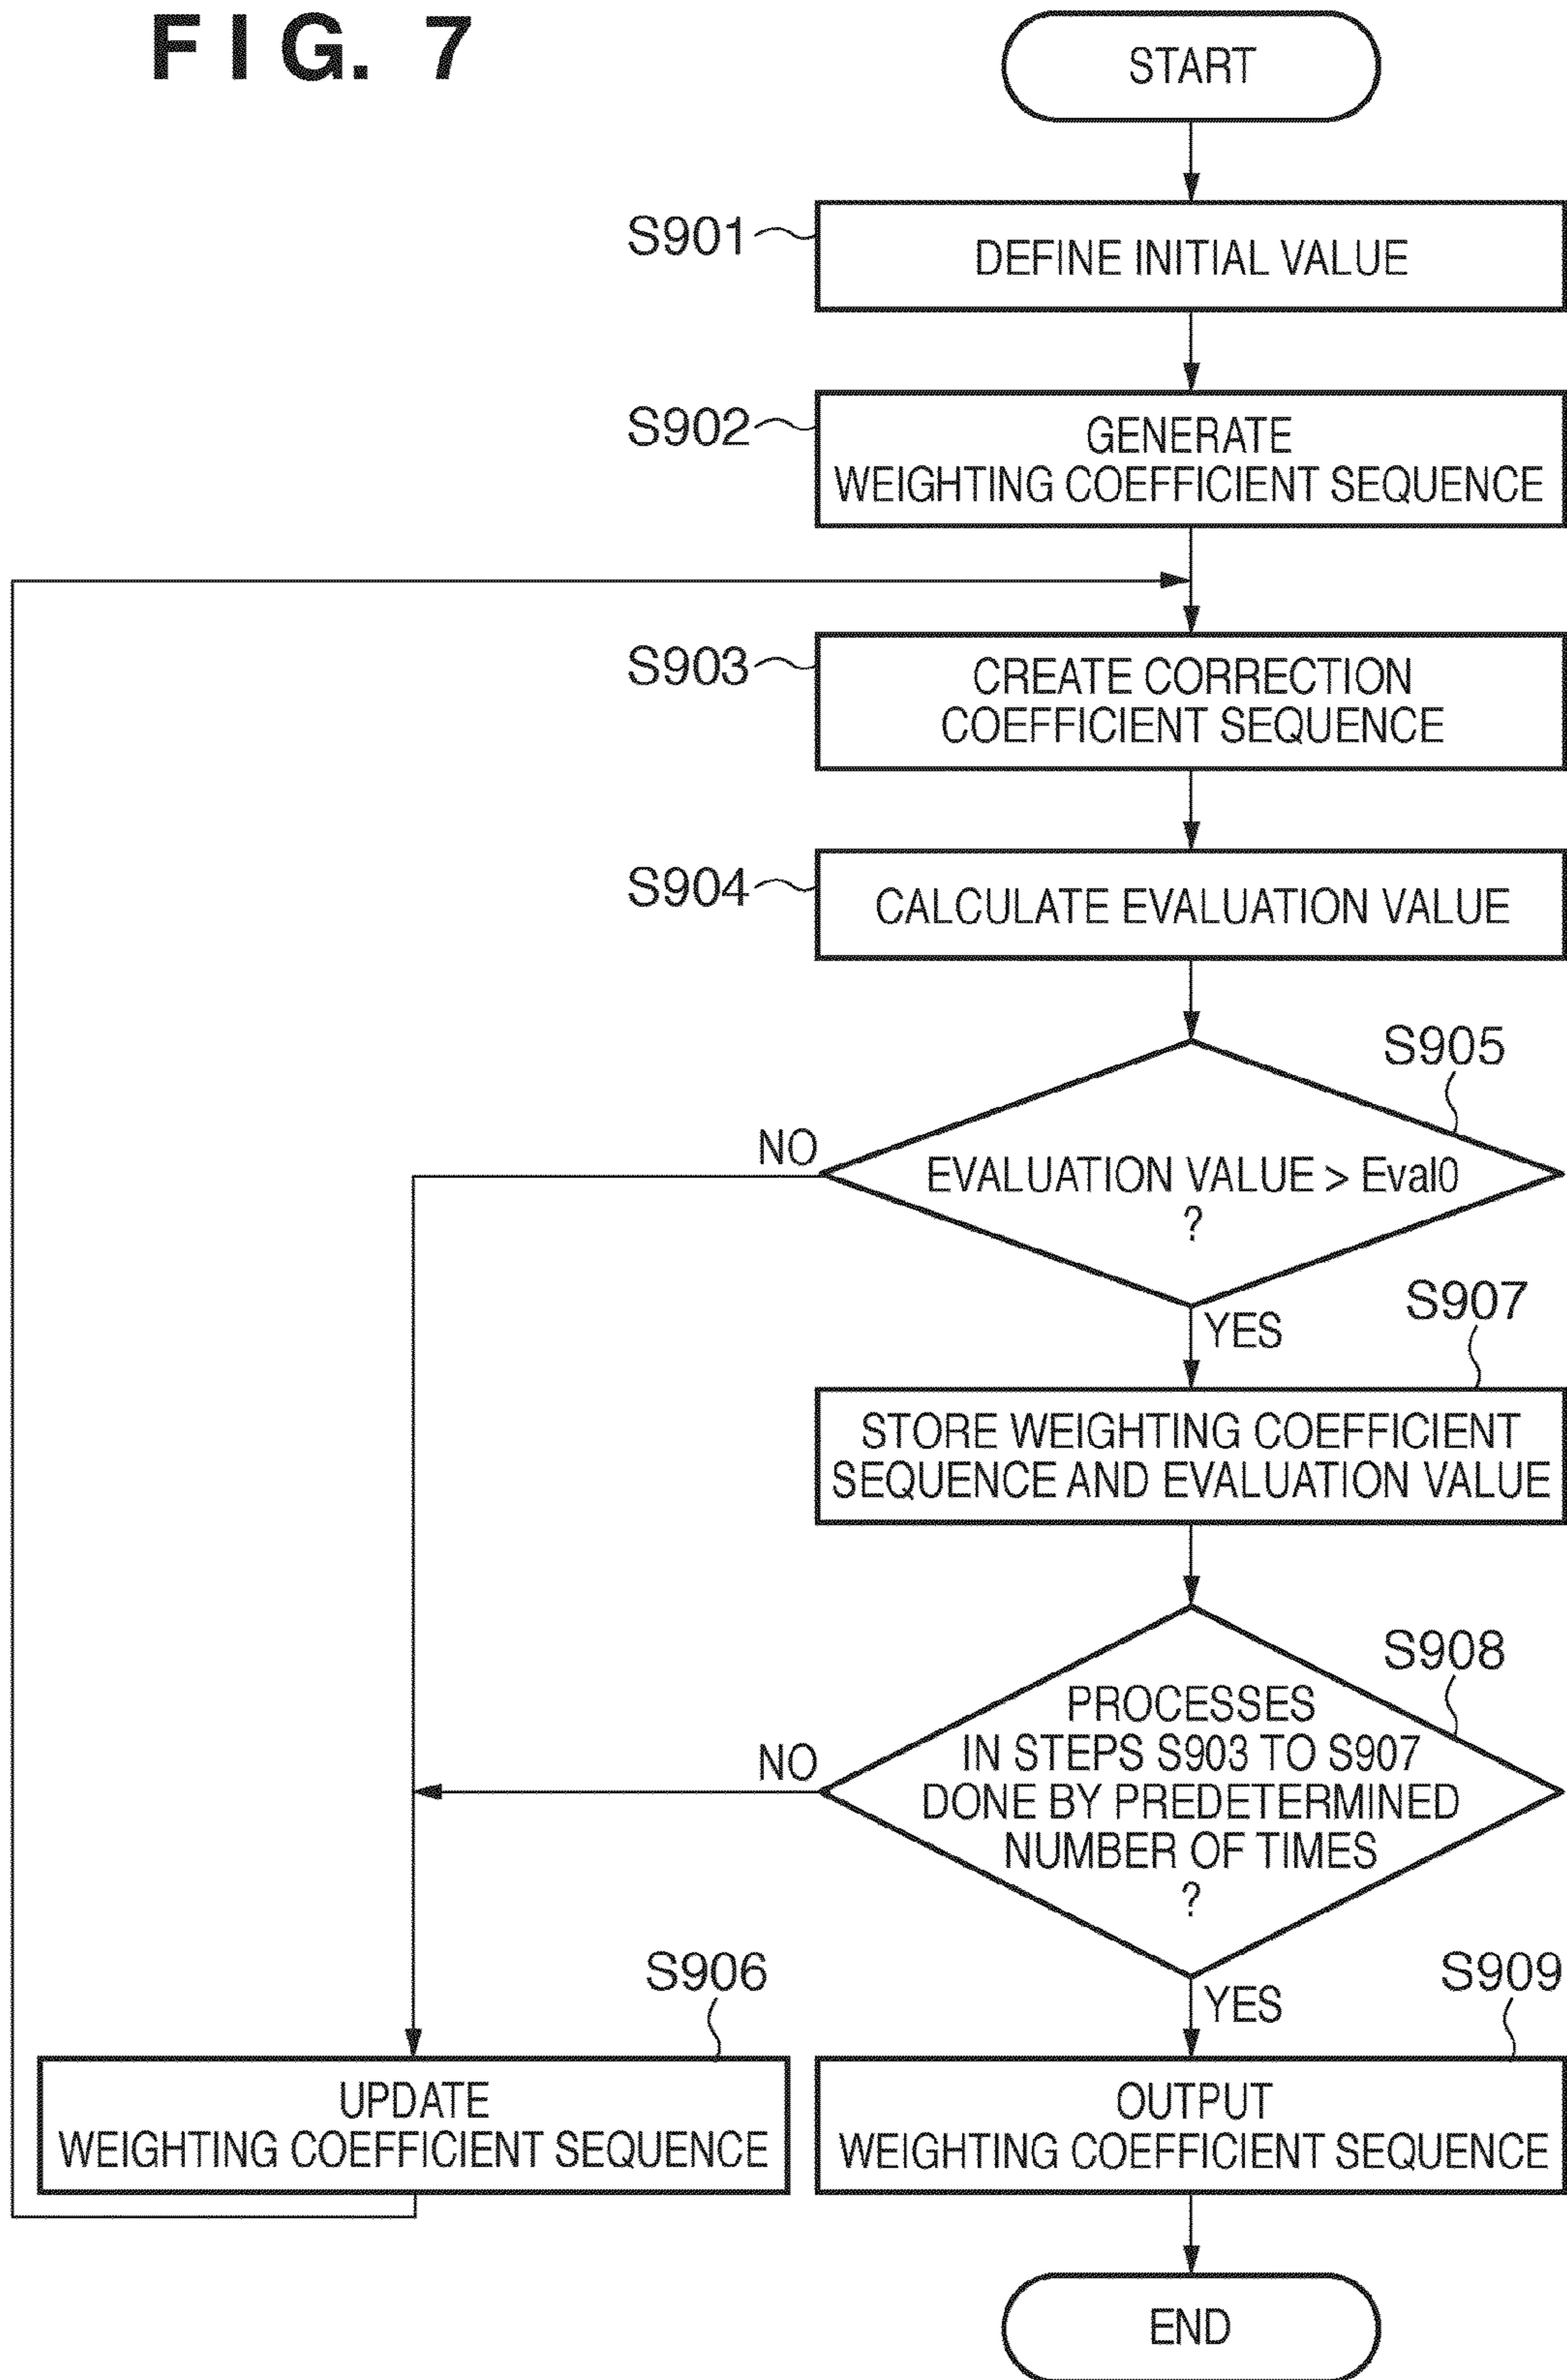 FIG. 7
START
S901
DEFINE INITIAL VALUE
S902
GENERATE
WEIGHTING COEFFICIENT SEQUENCE
S903
CREATE CORRECTION
COEFFICIENT SEQUENCE
S904
CALCULATE EVALUATION VALUE
S905
NO
EVALUATION VALUE > Eval0
?
YES
S907
STORE WEIGHTING COEFFICIENT
SEQUENCE AND EVALUATION VALUE
S908
PROCESSES
IN STEPS S903 TO S907
NO
DONE BY PREDETERMINED
NUMBER OF TIMES
?
YES
S906
S909
UPDATE
WEIGHTING COEFFICIENT SEQUENCE
OUTPUT
WEIGHTING COEFFICIENT SEQUENCE
END